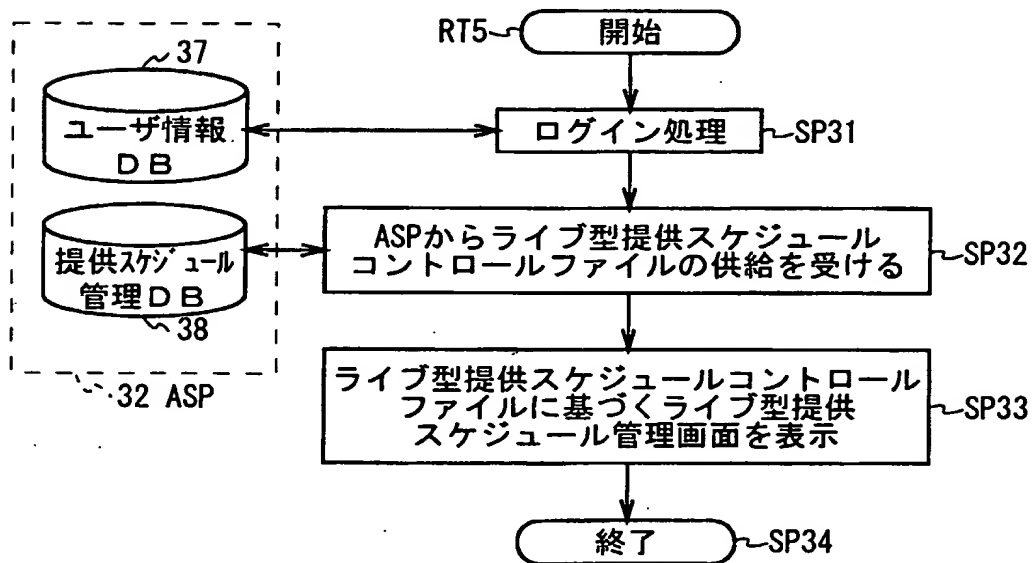 RT5
開始
37
ユーザ情報
DB
ログイン処理
SP31
提供スケジュール
管理DB
38
ASPからライブ型提供スケジュール
コントロールファイルの供給を受ける
SP32
32 ASP
ライブ型提供スケジュールコントロール
ファイルに基づくライブ型提供
スケジュール管理画面を表示
SP33
終了
SP34